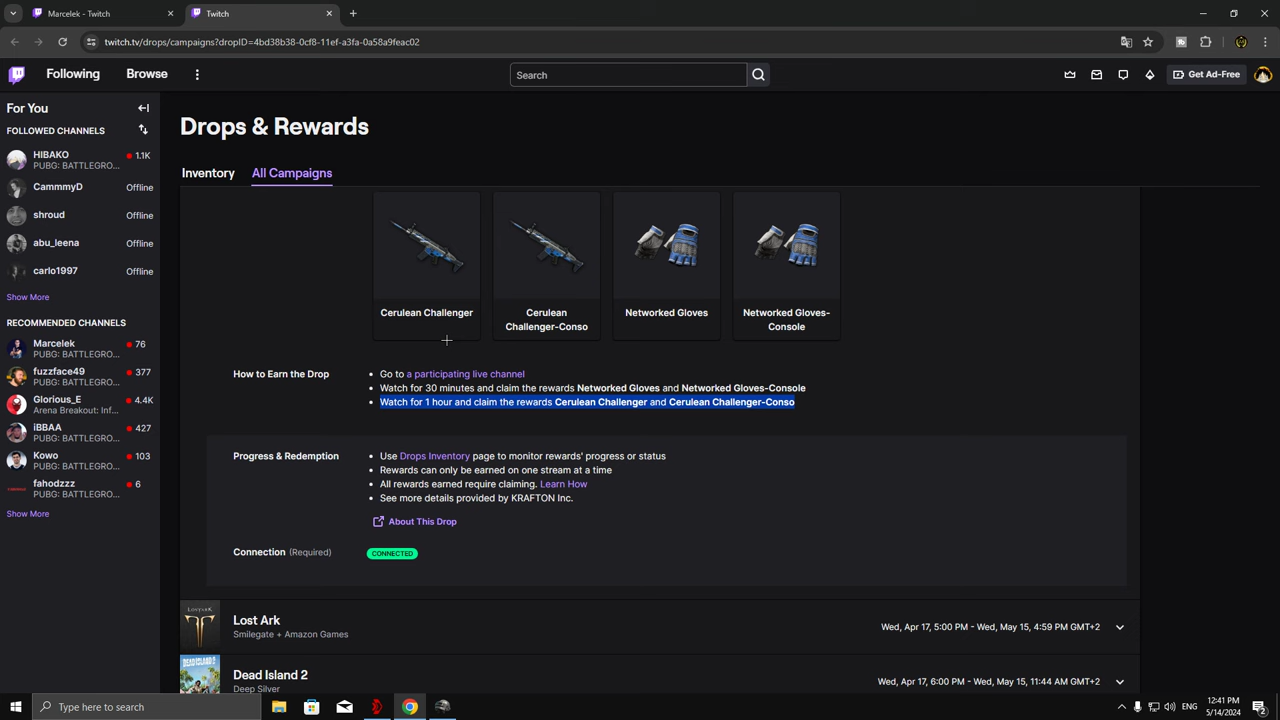 Marcelek - Twitch
Twitch
twitch.tv/drops/campaigns?dropID=4bd38b38-0cf8-11ef-a3fa-0a58a9feac02
Following
Browse
Search
Get Ad-Free
For You
FOLLOWED CHANNELS
HIBAKO
1.1K
PUBG: BATTLEGRO...
CammmyD
Offline
shroud
Offline
abu_leena
Offline
carlo1997
Offline
Show More
RECOMMENDED CHANNELS
Marcelek
76
PUBG: BATTLEGRO...
fuzzface49
377
PUBG: BATTLEGRO...
Glorious_E
4.4K
Arena Breakout: Inf...
iBBAA
427
PUBG: BATTLEGRO...
Kowo
103
PUBG: BATTLEGRO...
fahodzzz
6
PUBG: BATTLEGRO...
Show More
Drops & Rewards
Inventory
All Campaigns
Cerulean Challenger
Cerulean
Challenger-Conso
Networked Gloves
Networked Gloves-
Console
How to Earn the Drop
• Go to a participating live channel
• Watch for 30 minutes and claim the rewards Networked Gloves and Networked Gloves-Console
• Watch for 1 hour and claim the rewards Cerulean Challenger and Cerulean Challenger-Conso
Progress & Redemption
• Use Drops Inventory page to monitor rewards' progress or status
• Rewards can only be earned on one stream at a time
• All rewards earned require claiming. Learn How
• See more details provided by KRAFTON Inc.
About This Drop
Connection (Required)
CONNECTED
LOST ARK
Lost Ark
Smilegate + Amazon Games
Wed, Apr 17, 5:00 PM - Wed, May 15, 4:59 PM GMT+2
DEAD ISLAND 2
Dead Island 2
Deep Silver
Wed, Apr 17, 6:00 PM - Wed, May 15, 11:44 AM GMT+2
Type here to search
ENG
12:41 PM
5/14/2024
2